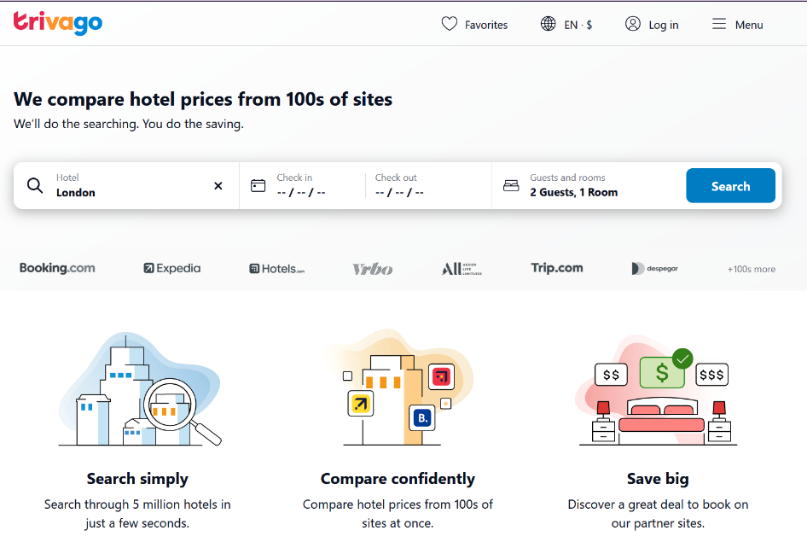 trivago
Favorites
EN · $
Log in
Menu
We compare hotel prices from 100s of sites
We'll do the searching. You do the saving.
Hotel
London
Check in
-- / -- / --
Check out
-- / -- / --
Guests and rooms
2 Guests, 1 Room
Search
Booking.com
Expedia
Hotels.com
Vrbo
ALL ACCOR LIVE LIMITLESS
Trip.com
despegar
+100s more
$$
$
$$$
B.
Search simply
Compare confidently
Save big
Search through 5 million hotels in
just a few seconds.
Compare hotel prices from 100s of
sites at once.
Discover a great deal to book on
our partner sites.